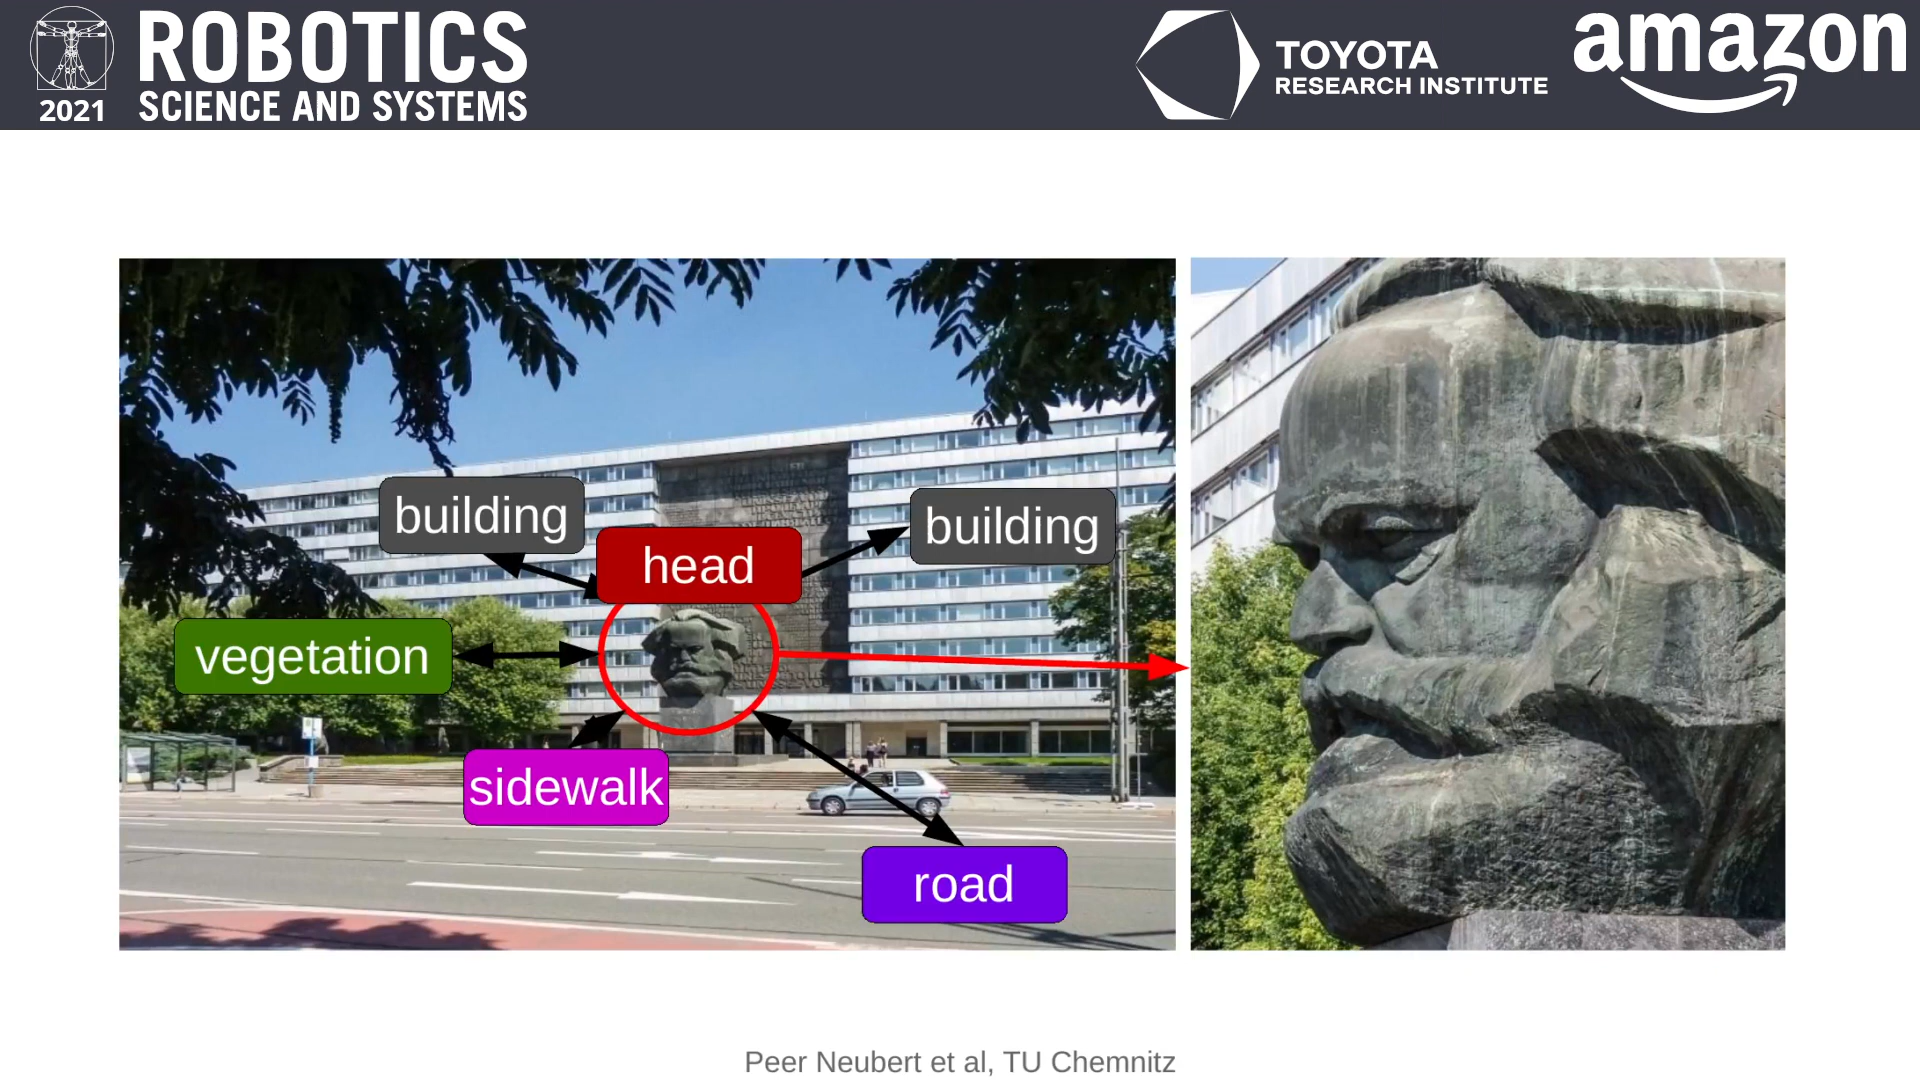 ROBOTICS
SCIENCE AND SYSTEMS
2021
TOYOTA
RESEARCH INSTITUTE
amazon
building
building
head
vegetation
sidewalk
road
Peer Neubert et al, TU Chemnitz